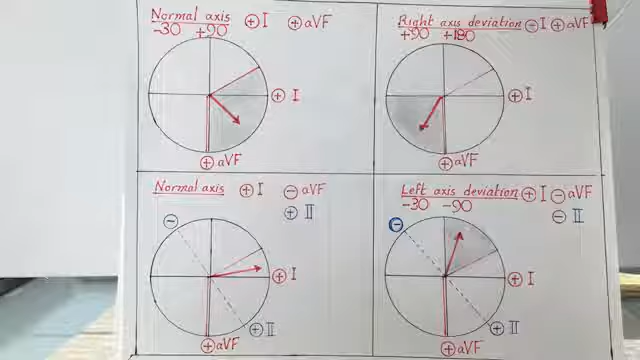 Normal axis ⊕ I ⊕ aVF
-30 +90
⊕ I
⊕ aVF
Right axis deviation ⊖ I ⊕ aVF
+90 +180
⊕ I
⊕ aVF
Normal axis ⊕ I ⊖ aVF
⊕ II
⊖
⊕ I
⊕ II
⊕ aVF
Left axis deviation ⊕ I ⊖ aVF
-30 -90 ⊖ II
⊖
⊕ I
⊕ II
⊕ aVF